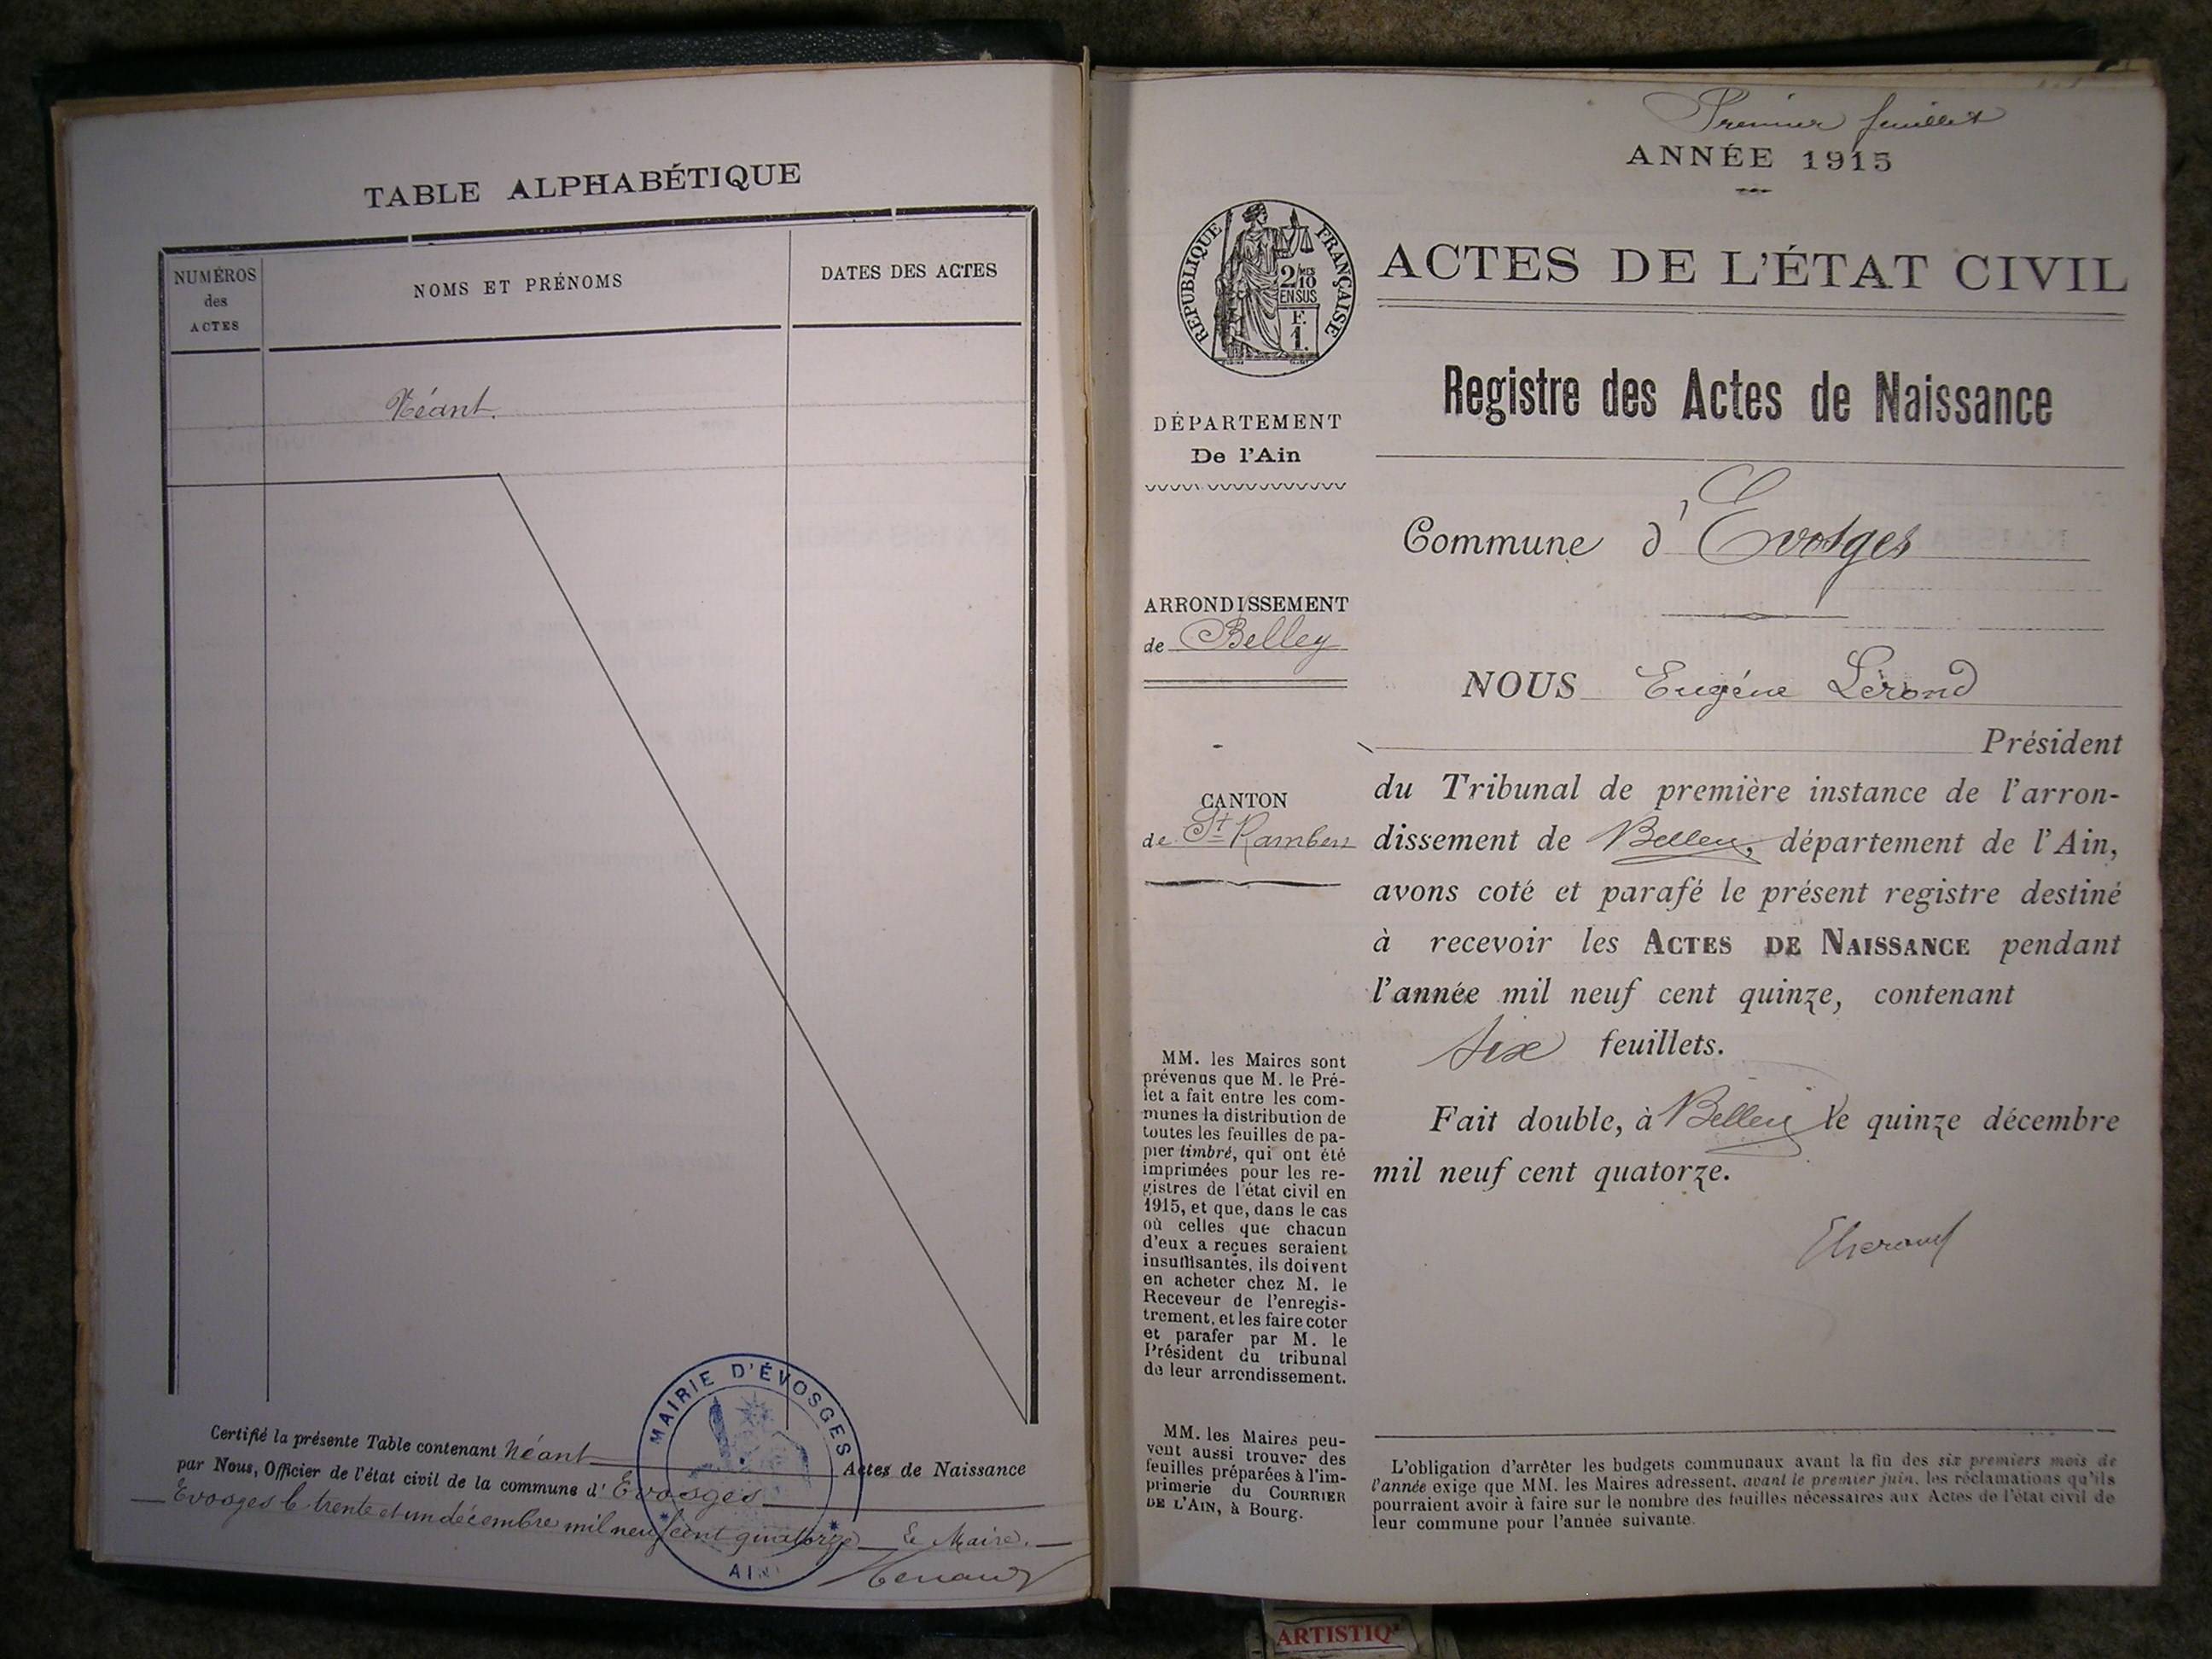 TABLE ALPHABÉTIQUE
NUMÉROS
des
ACTES
NOMS ET PRÉNOMS
DATES DES ACTES
Néant.
Certifié la présente Table contenant Néant Actes de Naissance
par Nous, Officier de l'état civil de la commune d' Evosges
Evosges le trente et un décembre mil neuf cent quatorze Le Maire.
MAIRIE D'ÉVOSGES
AIN
Premier feuillet
ANNÉE 1915
RÉPUBLIQUE FRANÇAISE
2/10MES
EN SUS
F.
1.
ACTES DE L'ÉTAT CIVIL
Registre des Actes de Naissance
DÉPARTEMENT
De l'Ain
Commune d' Evosges
ARRONDISSEMENT
de Belley
NOUS Eugéne Lerond
Président
du Tribunal de première instance de l'arron-
CANTON
de St Rambert
dissement de Belley, département de l'Ain,
avons coté et parafé le présent registre destiné
à recevoir les ACTES DE NAISSANCE pendant
l'année mil neuf cent quinze, contenant
six feuillets.
Fait double, à Belley le quinze décembre
mil neuf cent quatorze.
MM. les Maires sont
prévenus que M. le Pré-
fet a fait entre les com-
munes la distribution de
toutes les feuilles de pa-
pier timbré, qui ont été
imprimées pour les re-
gistres de l'état civil en
1915, et que, dans le cas
où celles que chacun
d'eux a reçues seraient
insuffisantes, ils doivent
en acheter chez M. le
Receveur de l'enregis-
trement, et les faire coter
et parafer par M. le
Président du tribunal
de leur arrondissement.
MM. les Maires peu-
vent aussi trouver des
feuilles préparées à l'im-
primerie du COURRIER
DE L'AIN, à Bourg.
L'obligation d'arrêter les budgets communaux avant la fin des six premiers mois de
l'année exige que MM. les Maires adressent, avant le premier juin, les réclamations qu'ils
pourraient avoir à faire sur le nombre des feuilles nécessaires aux Actes de l'état civil de
leur commune pour l'année suivante.
ARTISTIQ'